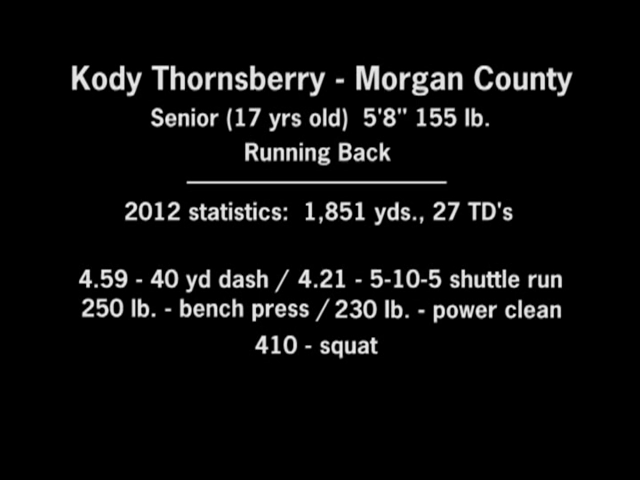 Kody Thornsberry - Morgan County
Senior (17 yrs old)  5'8" 155 lb.
Running Back
2012 statistics:  1,851 yds., 27 TD's
4.59 - 40 yd dash / 4.21 - 5-10-5 shuttle run
250 lb. - bench press / 230 lb. - power clean
410 - squat